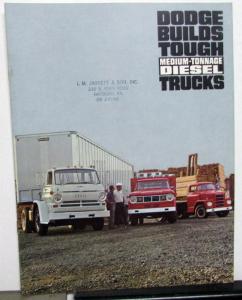 DODGE
BUILDS
TOUGH
MEDIUM-TONNAGE
DIESEL
TRUCKS
L. M. JARRETT & SON, INC.